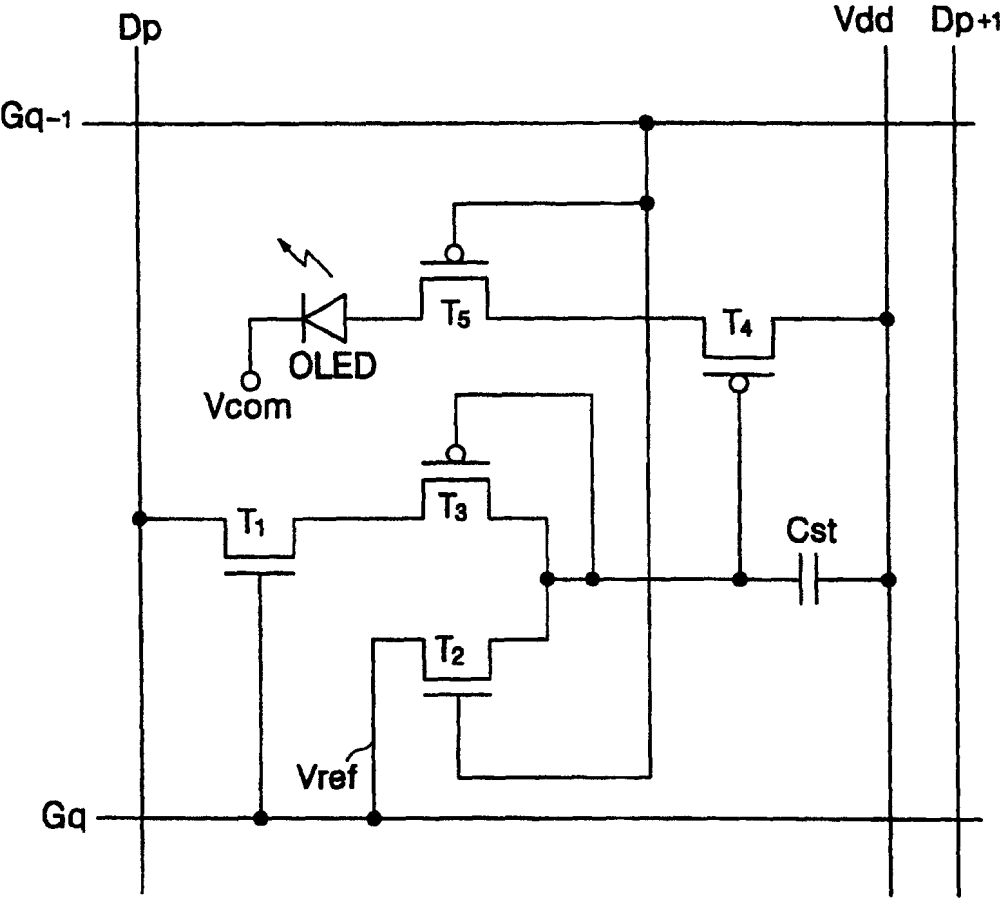 Dp
Vdd
Dp+1
Gq-1
T5
T4
OLED
Vcom
T1
T3
Cst
T2
Vref
Gq